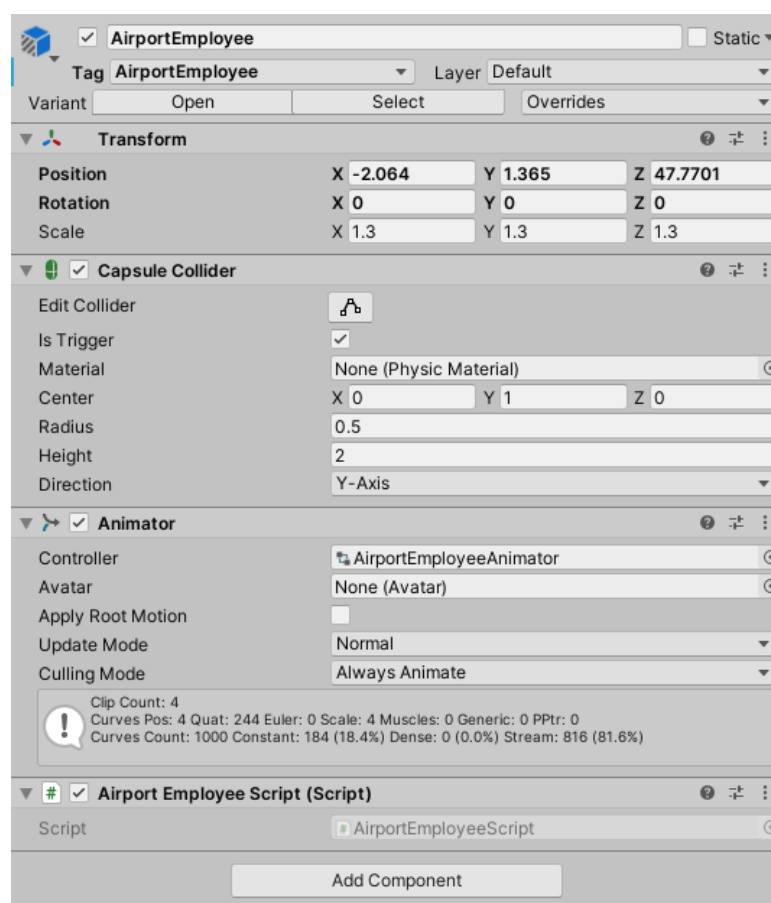 AirportEmployee Static
Tag AirportEmployee Layer Default
Variant Open Select Overrides
Transform
Position X -2.064 Y 1.365 Z 47.7701
Rotation X 0 Y 0 Z 0
Scale X 1.3 Y 1.3 Z 1.3
Capsule Collider
Edit Collider
Is Trigger
Material None (Physic Material)
Center X 0 Y 1 Z 0
Radius 0.5
Height 2
Direction Y-Axis
Animator
Controller AirportEmployeeAnimator
Avatar None (Avatar)
Apply Root Motion
Update Mode Normal
Culling Mode Always Animate
Clip Count: 4
Curves Pos: 4 Quat: 244 Euler: 0 Scale: 4 Muscles: 0 Generic: 0 PPtr: 0
Curves Count: 1000 Constant: 184 (18.4%) Dense: 0 (0.0%) Stream: 816 (81.6%)
# Airport Employee Script (Script)
Script # AirportEmployeeScript
Add Component